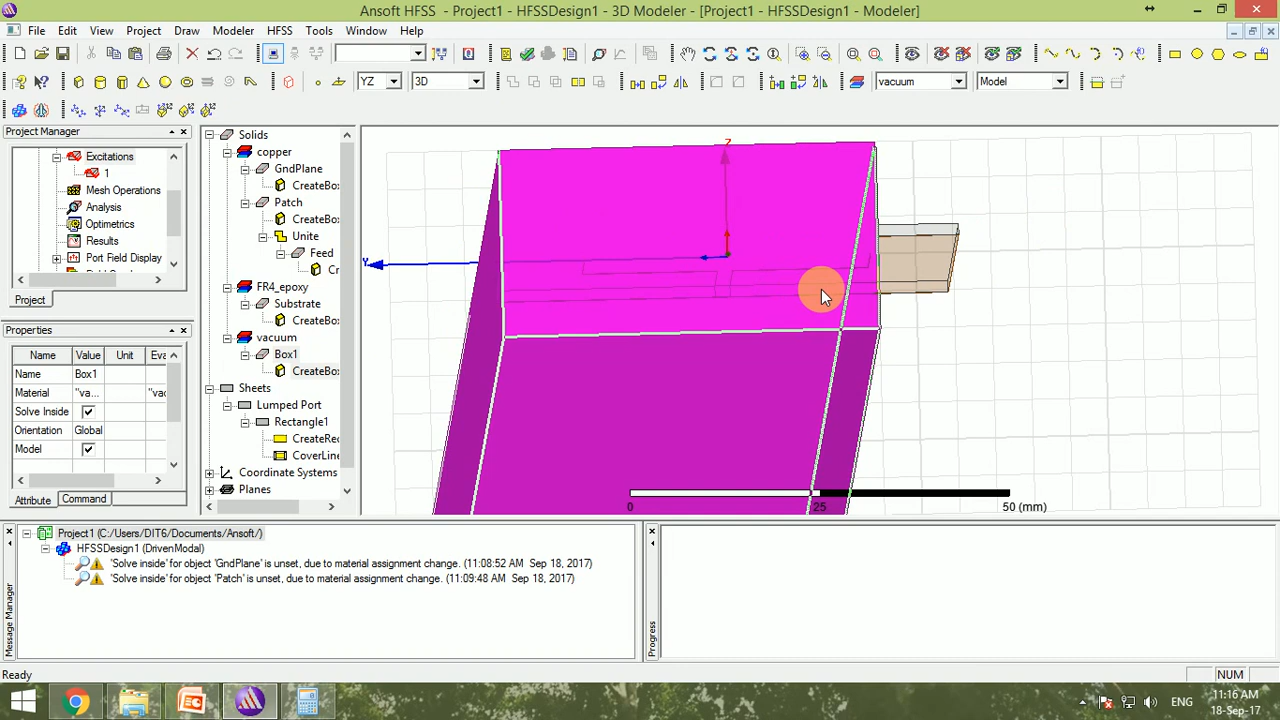 Ansoft HFSS - Project1 - HFSSDesign1 - 3D Modeler - [Project1 - HFSSDesign1 - Modeler]
File Edit View Project Draw Modeler HFSS Tools Window Help
YZ 3D vacuum Model
Project Manager
Excitations
1
Mesh Operations
Analysis
Optimetrics
Results
Port Field Display
Project
Solids
copper
GndPlane
CreateBo
Patch
CreateBo
Unite
Feed
Cr
FR4_epoxy
Substrate
CreateBo
vacuum
Box1
CreateBo
Sheets
Lumped Port
Rectangle1
CreateRec
CoverLine
Coordinate Systems
Planes
Properties
Name Value Unit Eva
Name Box1
Material "va... "vac
Solve Inside
Orientation Global
Model
Attribute Command
Z
Y
0 25 50 (mm)
Message Manager
Project1 (C:/Users/DIT6/Documents/Ansoft/)
HFSSDesign1 (DrivenModal)
'Solve inside' for object 'GndPlane' is unset, due to material assignment change. (11:08:52 AM Sep 18, 2017)
'Solve inside' for object 'Patch' is unset, due to material assignment change. (11:09:48 AM Sep 18, 2017)
Progress
Ready
NUM
ENG
11:16 AM
18-Sep-17